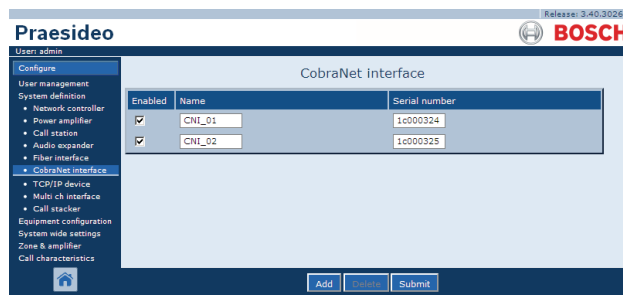 Release: 3.40.3026
Praesideo
BOSCH
User: admin
Configure
CobraNet interface
User management
System definition
• Network controller
• Power amplifier
• Call station
• Audio expander
• Fiber interface
• CobraNet interface
• TCP/IP device
• Multi ch interface
• Call stacker
Equipment configuration
System wide settings
Zone & amplifier
Call characteristics
Enabled Name Serial number
CNI_01 1c000324
CNI_02 1c000325
Add Delete Submit